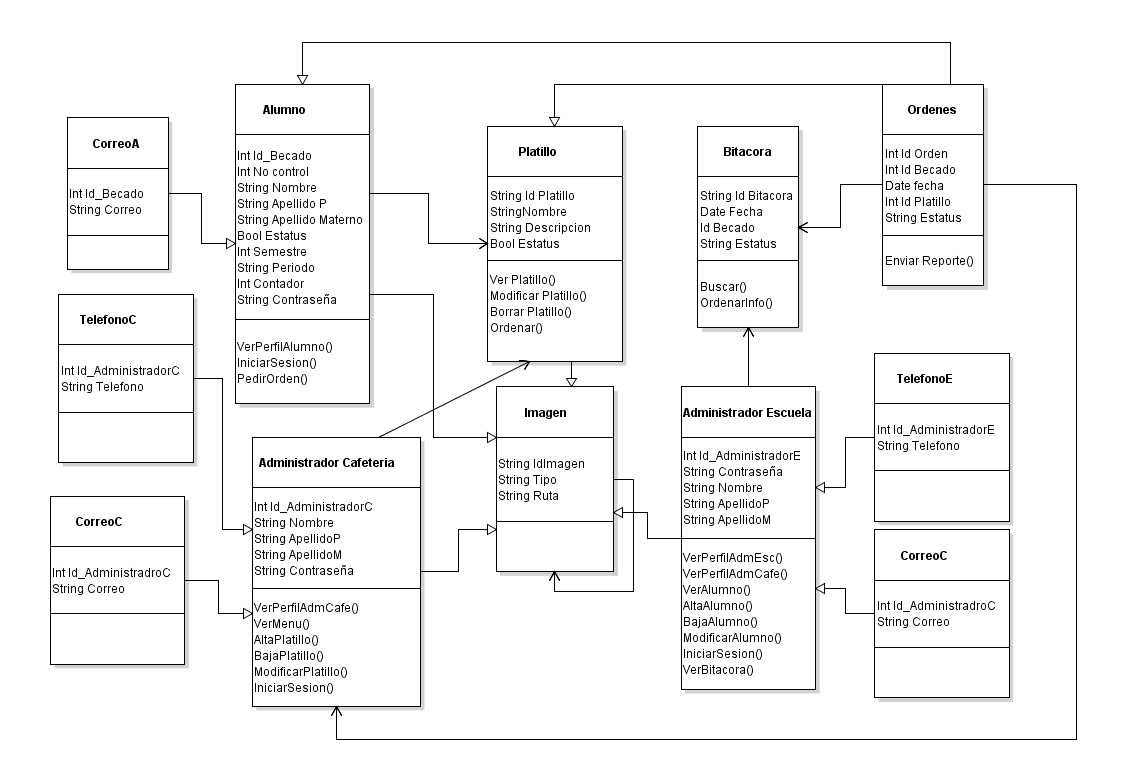 CorreoA
Int Id_Becado
String Correo
Alumno
Int Id_Becado
Int No control
String Nombre
String Apellido P
String Apellido Materno
Bool Estatus
Int Semestre
String Periodo
Int Contador
String Contraseña
VerPerfilAlumno()
IniciarSesion()
PedirOrden()
Platillo
String Id Platillo
StringNombre
String Descripcion
Bool Estatus
Ver Platillo()
Modificar Platillo()
Borrar Platillo()
Ordenar()
Bitacora
String Id Bitacora
Date Fecha
Id Becado
String Estatus
Buscar()
OrdenarInfo()
Ordenes
Int Id Orden
Int Id Becado
Date fecha
Int Id Platillo
String Estatus
Enviar Reporte()
TelefonoC
Int Id_AdministradorC
String Telefono
CorreoC
Int Id_AdministradroC
String Correo
Administrador Cafeteria
Int Id_AdministradorC
String Nombre
String ApellidoP
String ApellidoM
String Contraseña
VerPerfilAdmCafe()
VerMenu()
AltaPlatillo()
BajaPlatillo()
ModificarPlatillo()
IniciarSesion()
Imagen
String IdImagen
String Tipo
String Ruta
Administrador Escuela
Int Id_AdministradorE
String Contraseña
String Nombre
String ApellidoP
String ApellidoM
VerPerfilAdmEsc()
VerPerfilAdmCafe()
VerAlumno()
AltaAlumno()
BajaAlumno()
ModificarAlumno()
IniciarSesion()
VerBitacora()
TelefonoE
Int Id_AdministradorE
String Telefono
CorreoC
Int Id_AdministradroC
String Correo